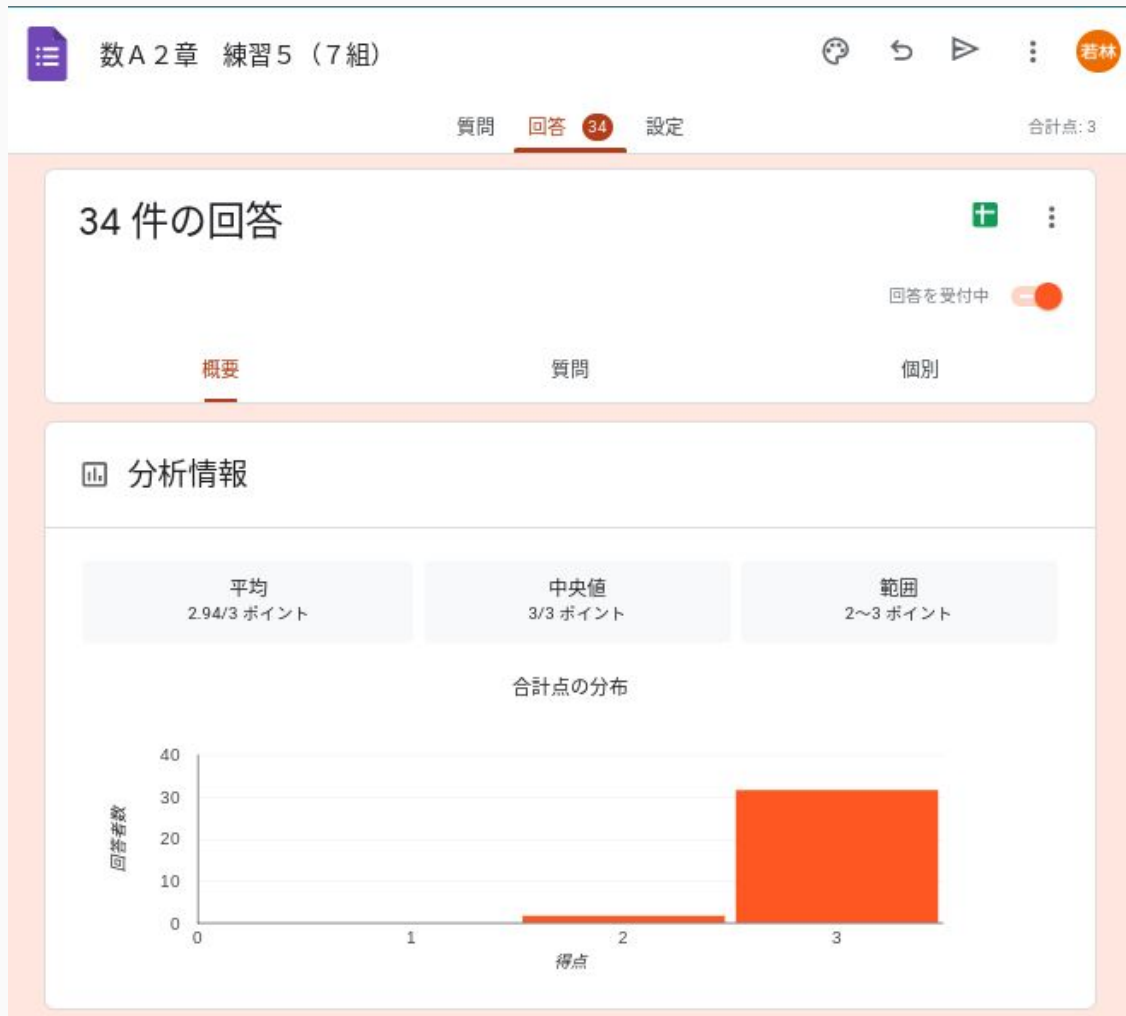 数A２章　練習５（７組）
若林
質問　回答　34　設定
合計点: 3
34 件の回答
回答を受付中
概要　質問　個別
分析情報
平均　中央値　範囲
2.94/3 ポイント　3/3 ポイント　2～3 ポイント
合計点の分布
回答者数
40
30
20
10
0
0　1　2　3
得点